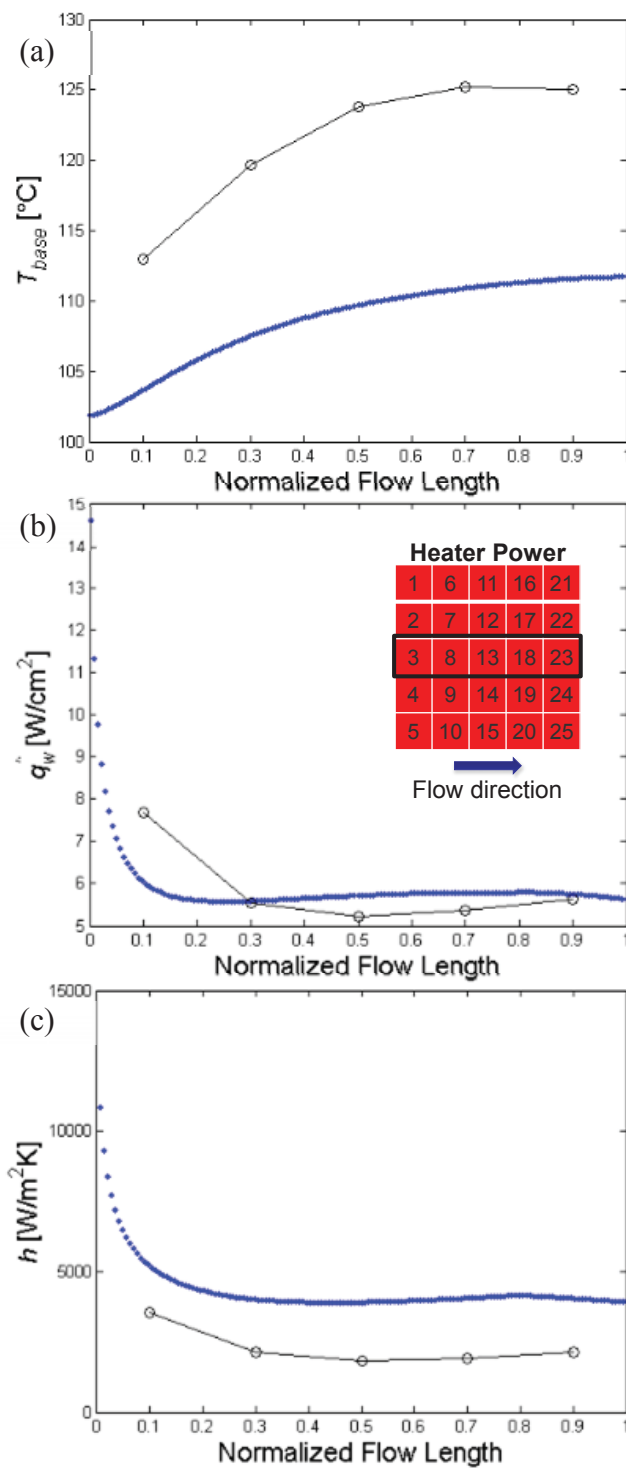 (a)
130
125
120
115
110
105
100
T_base [°C]
0 0.1 0.2 0.3 0.4 0.5 0.6 0.7 0.8 0.9 1
Normalized Flow Length
(b)
15
14
13
12
11
10
9
8
7
6
5
q_w [W/cm²]
Heater Power
1 6 11 16 21
2 7 12 17 22
3 8 13 18 23
4 9 14 19 24
5 10 15 20 25
Flow direction
0 0.1 0.2 0.3 0.4 0.5 0.6 0.7 0.8 0.9 1
Normalized Flow Length
(c)
15000
10000
5000
0
h [W/m²K]
0 0.1 0.2 0.3 0.4 0.5 0.6 0.7 0.8 0.9 1
Normalized Flow Length